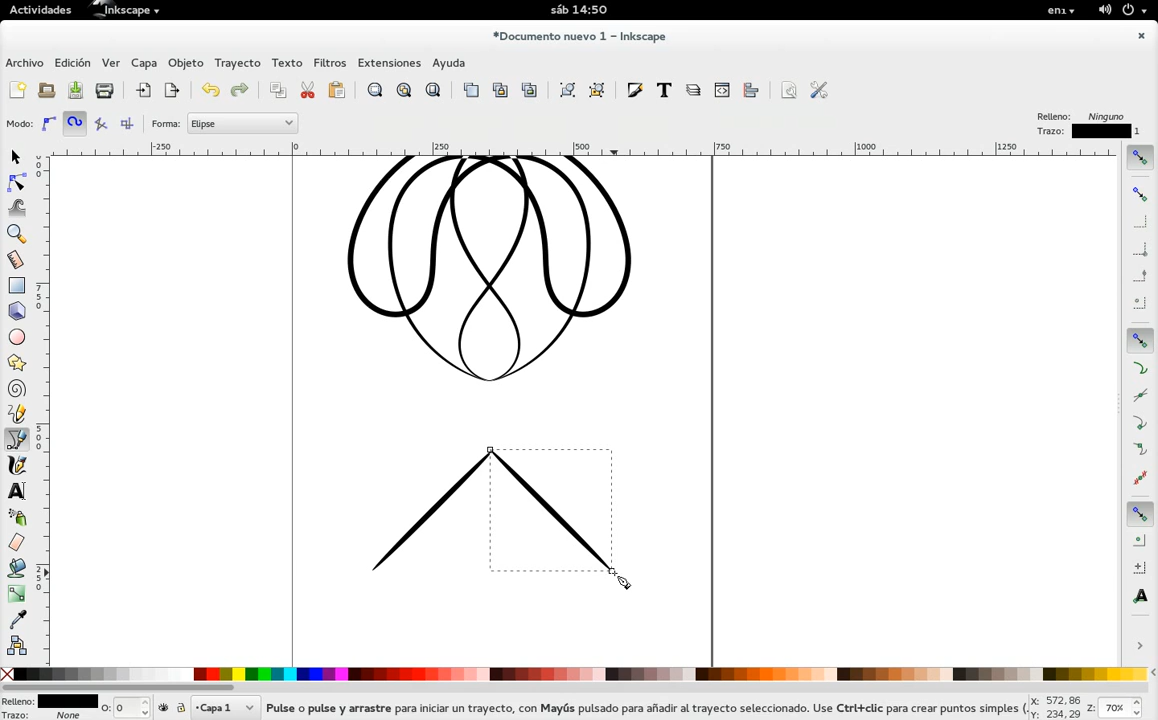 Actividades Inkscape sáb 14:50 en1
*Documento nuevo 1 – Inkscape
Archivo Edición Ver Capa Objeto Trayecto Texto Filtros Extensiones Ayuda
Modo: Forma: Elipse Relleno: Ninguno
Trazo: 1
-250 0 250 500 750 1000 1250
750
500
250
Relleno: O: 0 •Capa 1 Pulse o pulse y arrastre para iniciar un trayecto, con Mayús pulsado para añadir al trayecto seleccionado. Use Ctrl+clic para crear puntos simples (. X: 572,86 Z: 70%
Trazo: None Y: 234,29